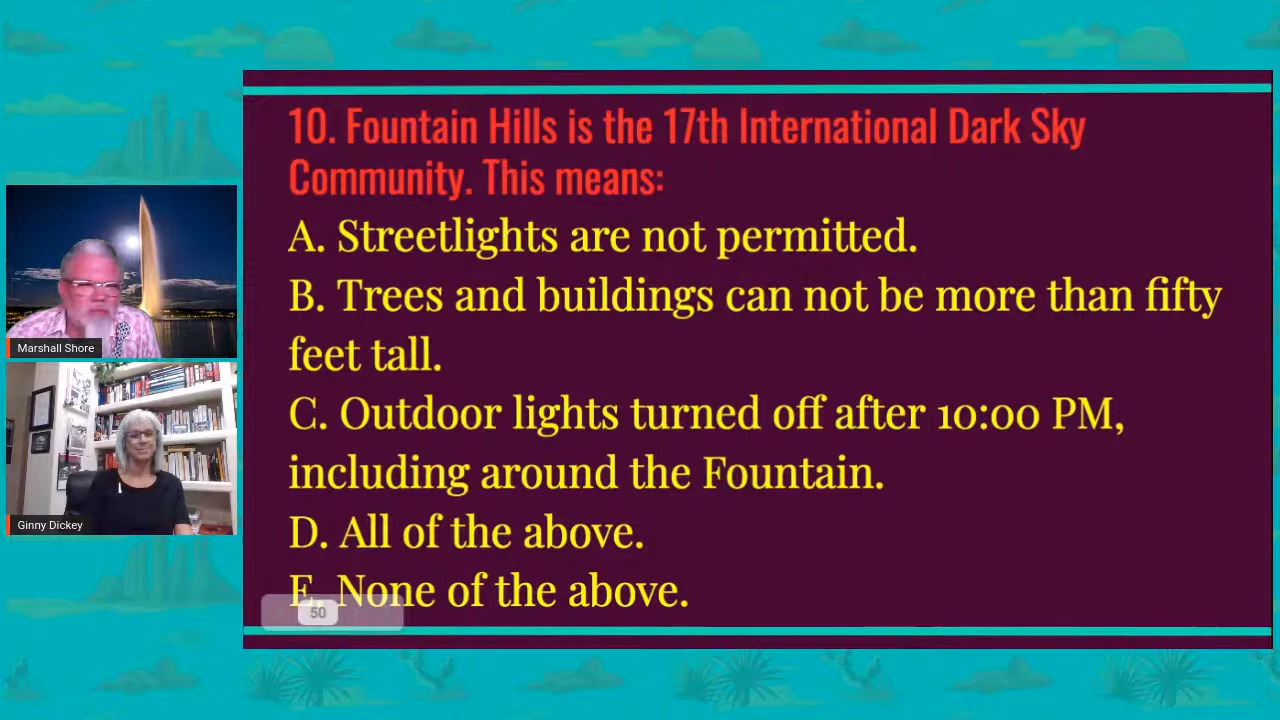 10. Fountain Hills is the 17th International Dark Sky
Community. This means:
A. Streetlights are not permitted.
B. Trees and buildings can not be more than fifty
feet tall.
C. Outdoor lights turned off after 10:00 PM,
including around the Fountain.
D. All of the above.
E. None of the above.
50
Marshall Shore
Ginny Dickey